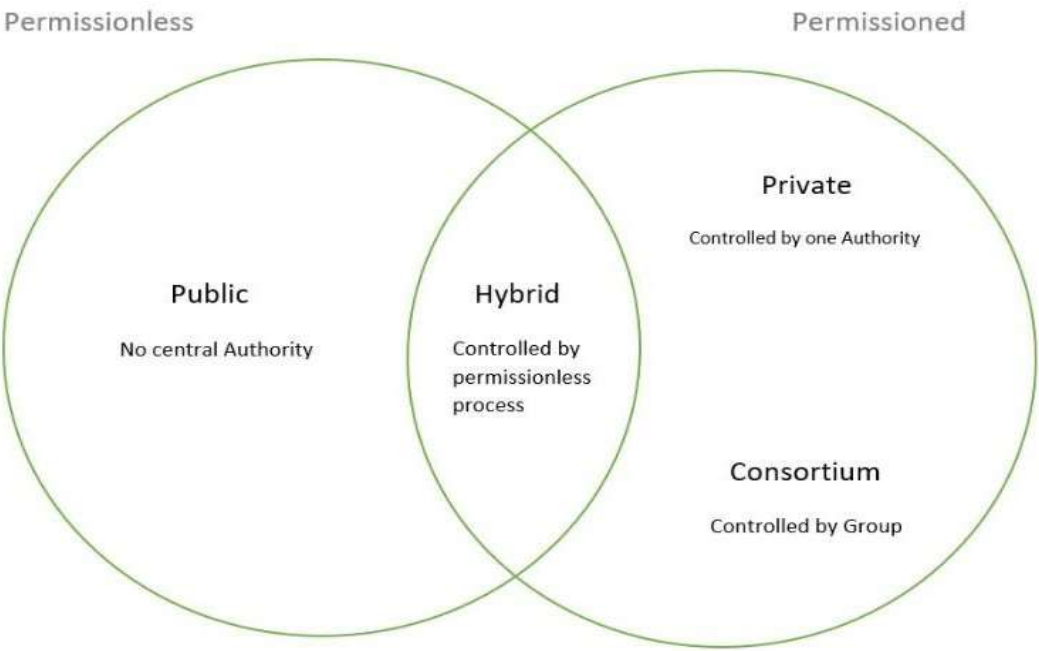 Permissionless
Permissioned
Public
No central Authority
Hybrid
Controlled by
permissionless
process
Private
Controlled by one Authority
Consortium
Controlled by Group